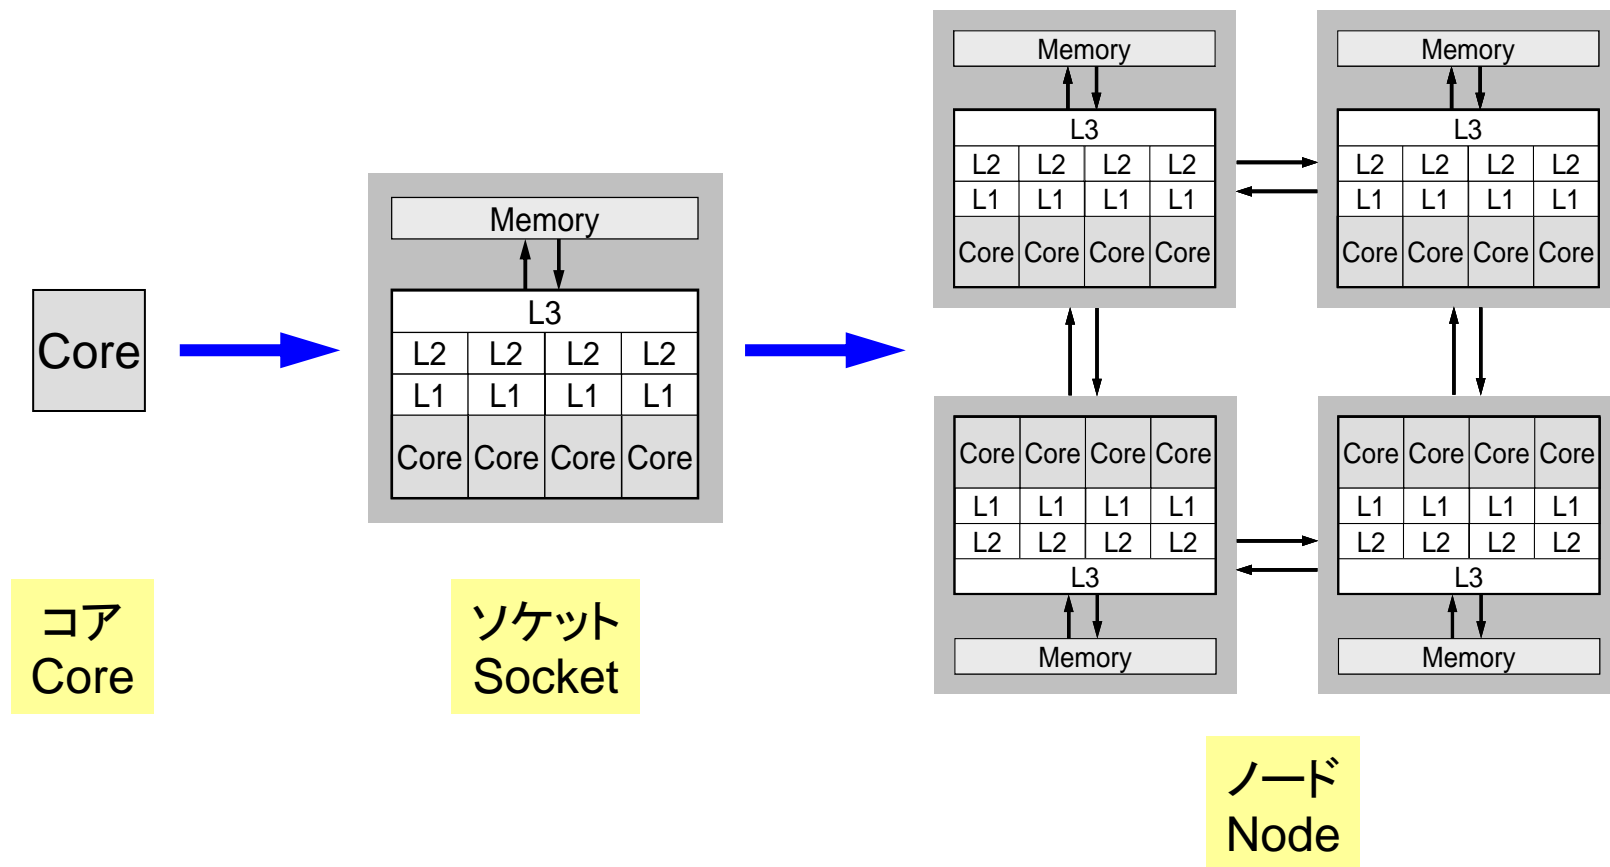 Core
コア
Core
Memory
L3
L2 L2 L2 L2
L1 L1 L1 L1
Core Core Core Core
ソケット
Socket
Memory
L3
L2 L2 L2 L2
L1 L1 L1 L1
Core Core Core Core
Memory
L3
L2 L2 L2 L2
L1 L1 L1 L1
Core Core Core Core
Core Core Core Core
L1 L1 L1 L1
L2 L2 L2 L2
L3
Memory
Core Core Core Core
L1 L1 L1 L1
L2 L2 L2 L2
L3
Memory
ノード
Node